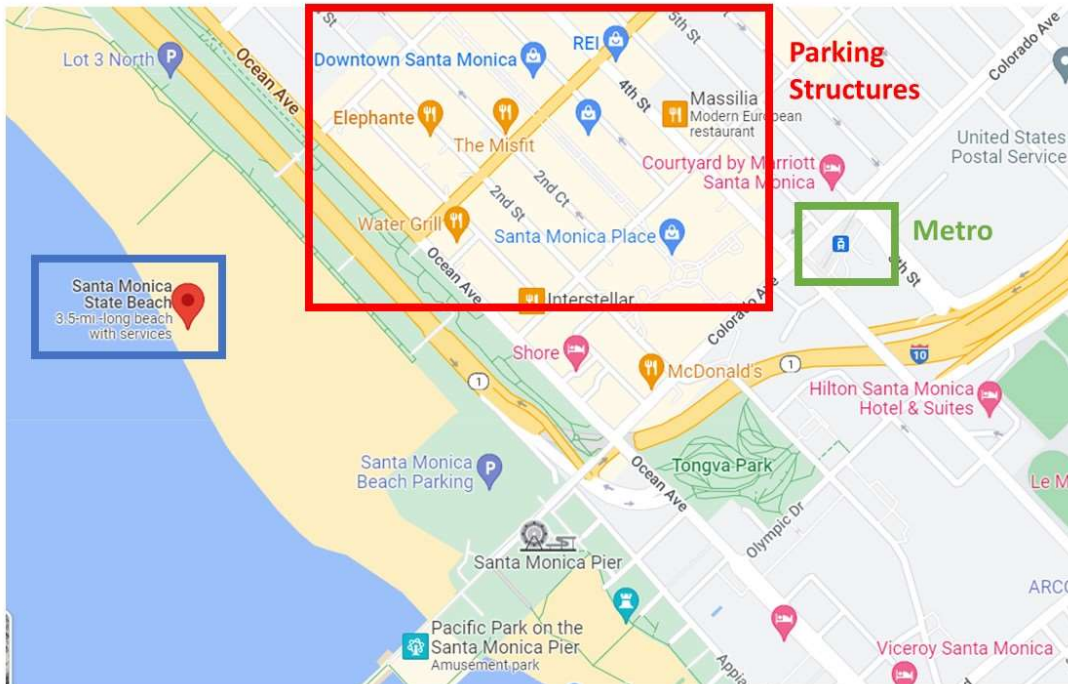 St
5th St
Parking
Structures
Colorado Ave
REI
Lot 3 North
P
Ocean Ave
Downtown Santa Monica
4th St
Massilia
Modern European
restaurant
Elephante
The Misfit
United States
Postal Service
Courtyard by Marriott
Santa Monica
2nd Ct
2nd St
Water Grill
Santa Monica Place
Metro
5th St
Ocean Ave
Santa Monica
State Beach
3.5-mi-long beach
with services
Interstellar
Colorado Ave
Shore
McDonald's
1
10
1
Hilton Santa Monica
Hotel & Suites
Santa Monica
Beach Parking
P
Tongva Park
Ocean Ave
Le M
Olympic Dr
Santa Monica Pier
ARCO
Pacific Park on the
Santa Monica Pier
Amusement park
Appia
Viceroy Santa Monica